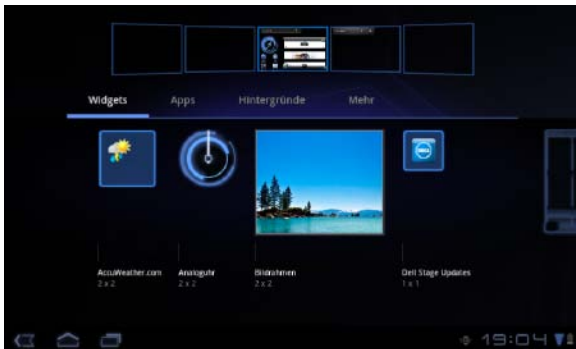 Widgets Apps Hintergründe Mehr
AccuWeather.com Analoguhr Bildrahmen Dell Stage Updates
2 x 2 2 x 2 2 x 2 1 x 1
19:04